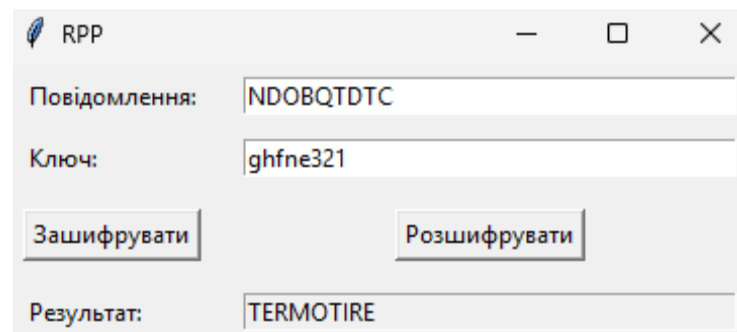 RPP
Повідомлення: NDOBQTDTC
Ключ: ghfne321
Зашифрувати Розшифрувати
Результат: TERMOTIRE